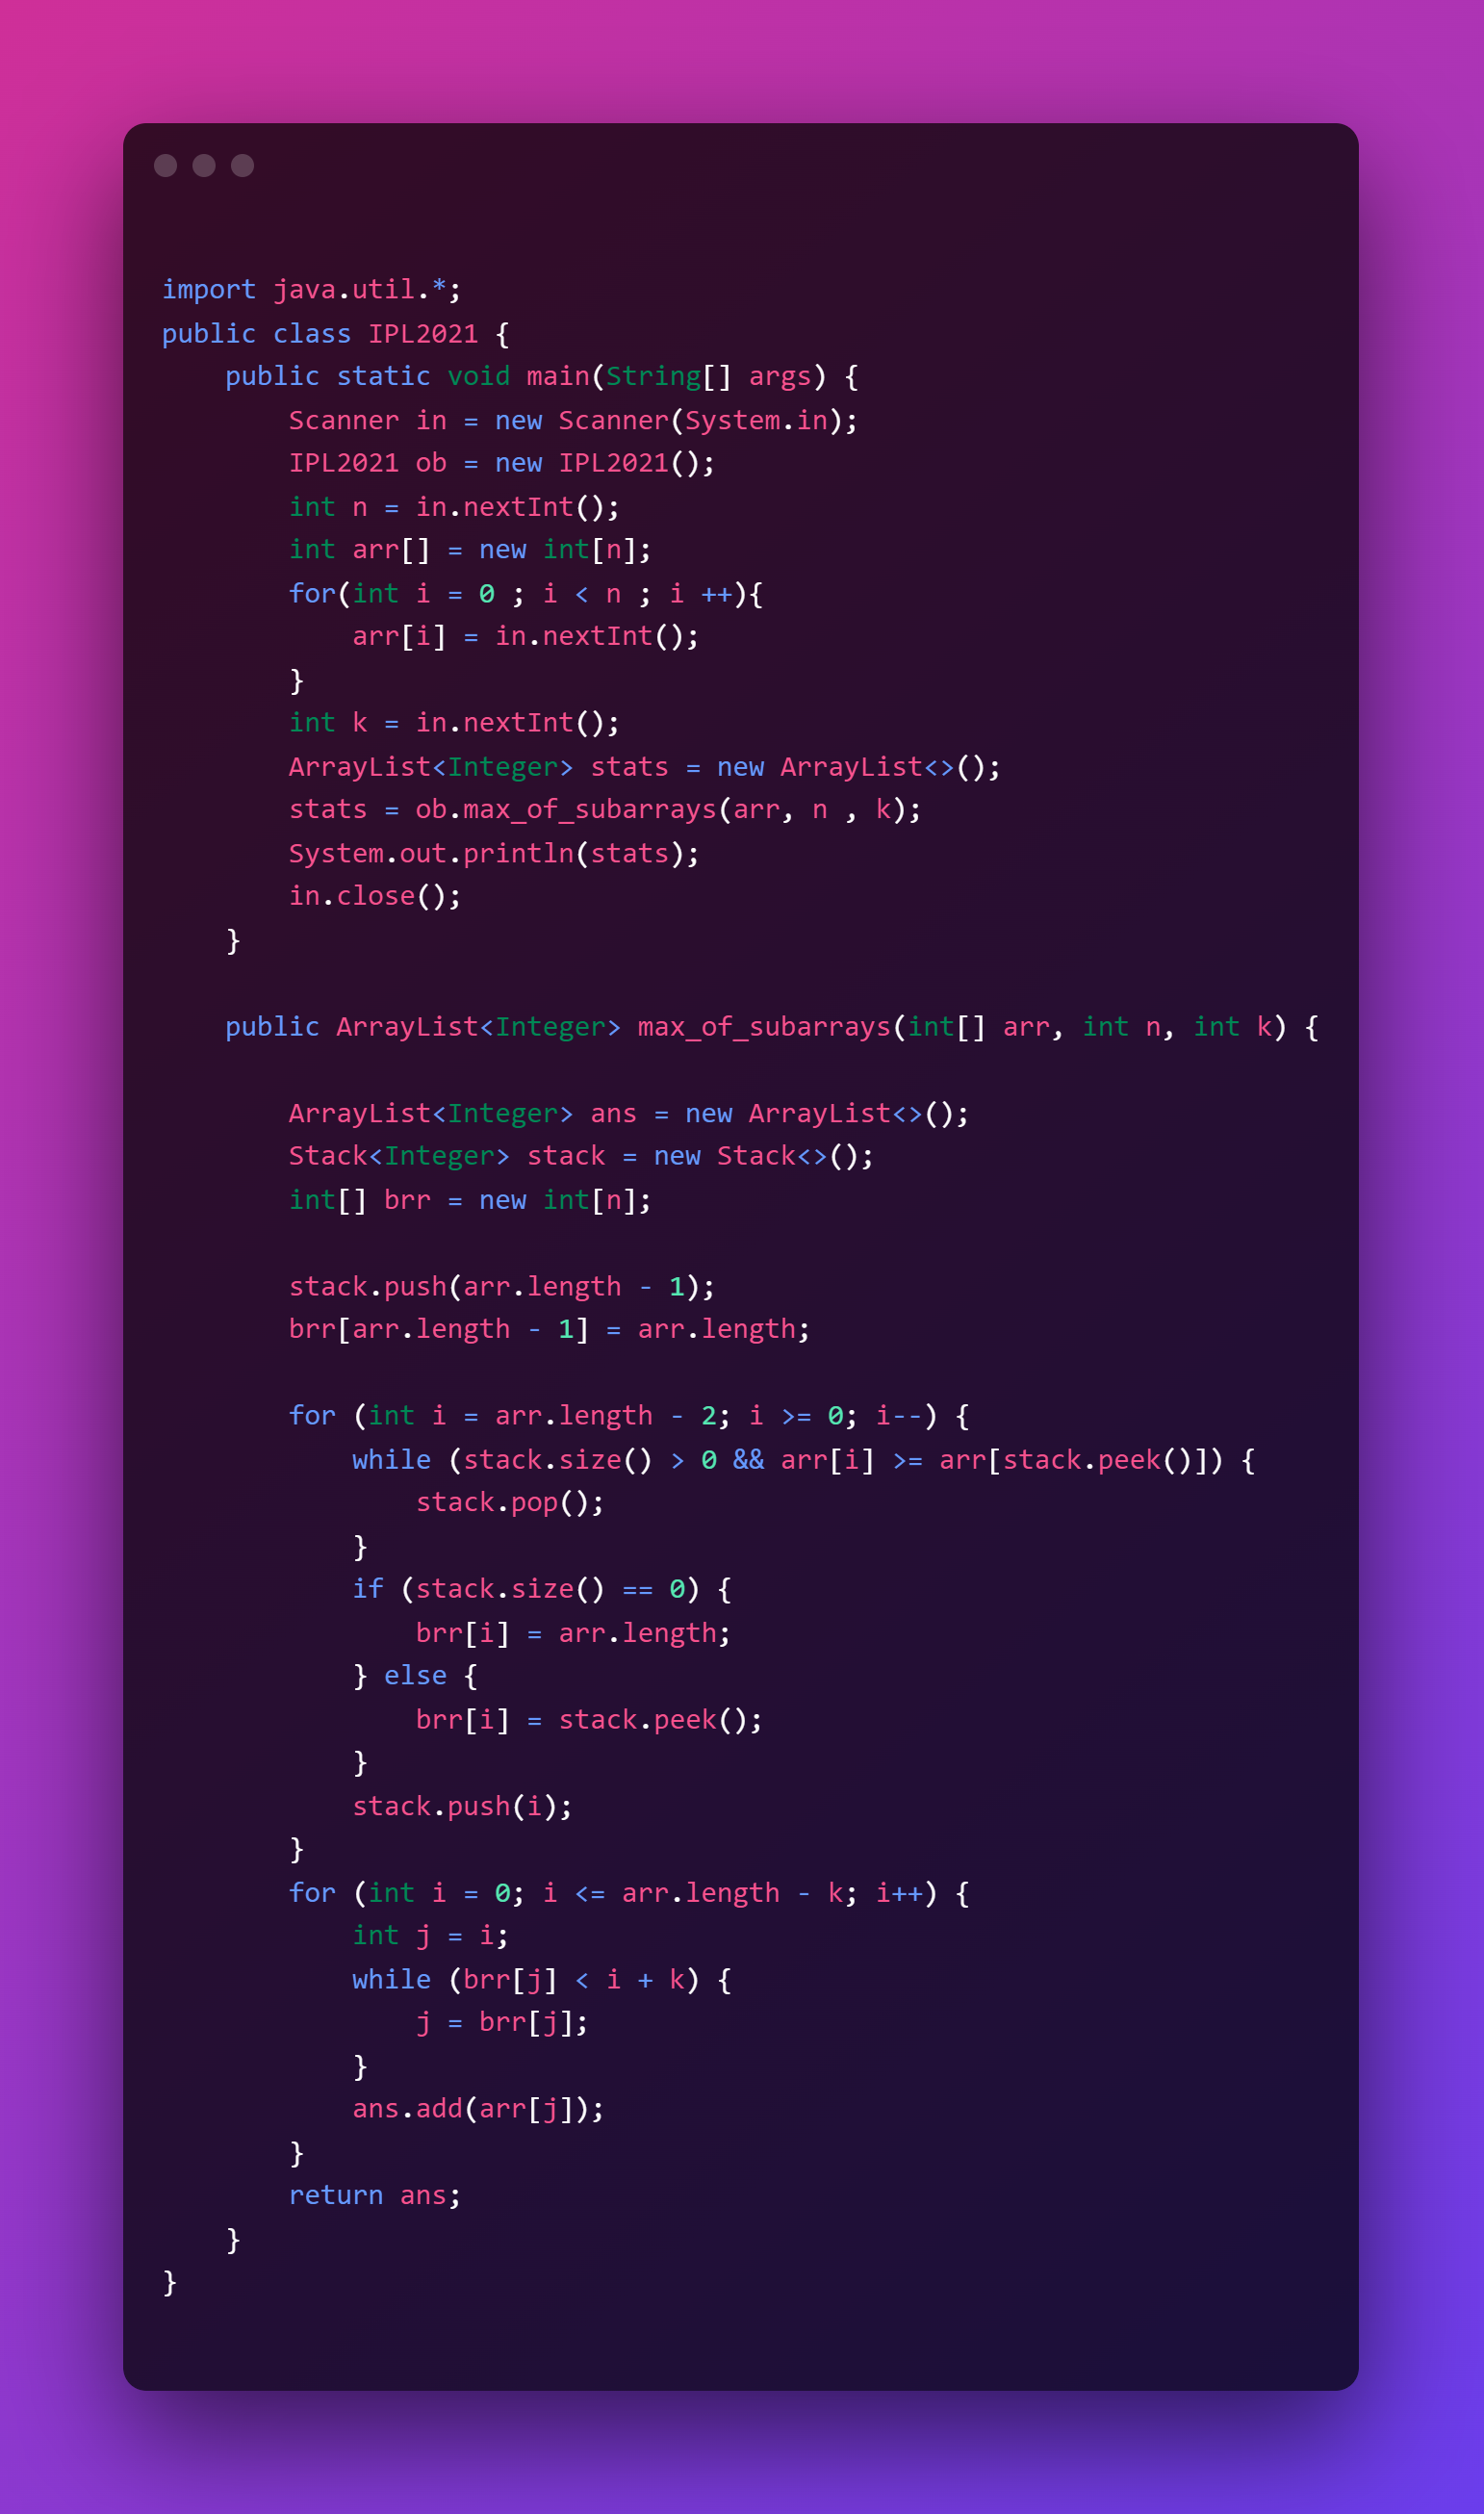 import java.util.*;
public class IPL2021 {
    public static void main(String[] args) {
        Scanner in = new Scanner(System.in);
        IPL2021 ob = new IPL2021();
        int n = in.nextInt();
        int arr[] = new int[n];
        for(int i = 0 ; i < n ; i ++){
            arr[i] = in.nextInt();
        }
        int k = in.nextInt();
        ArrayList<Integer> stats = new ArrayList<>();
        stats = ob.max_of_subarrays(arr, n , k);
        System.out.println(stats);
        in.close();
    }

    public ArrayList<Integer> max_of_subarrays(int[] arr, int n, int k) {

        ArrayList<Integer> ans = new ArrayList<>();
        Stack<Integer> stack = new Stack<>();
        int[] brr = new int[n];

        stack.push(arr.length - 1);
        brr[arr.length - 1] = arr.length;

        for (int i = arr.length - 2; i >= 0; i--) {
            while (stack.size() > 0 && arr[i] >= arr[stack.peek()]) {
                stack.pop();
            }
            if (stack.size() == 0) {
                brr[i] = arr.length;
            } else {
                brr[i] = stack.peek();
            }
            stack.push(i);
        }
        for (int i = 0; i <= arr.length - k; i++) {
            int j = i;
            while (brr[j] < i + k) {
                j = brr[j];
            }
            ans.add(arr[j]);
        }
        return ans;
    }
}